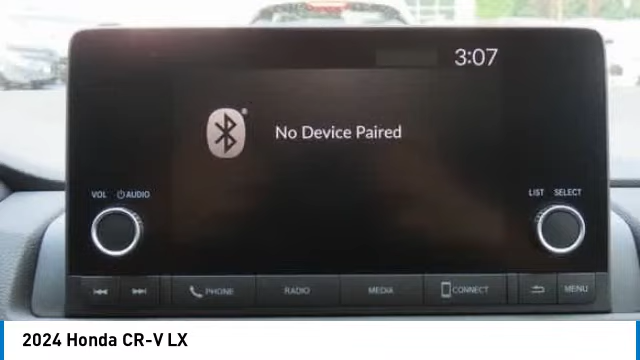 3:07
No Device Paired
VOL AUDIO
LIST SELECT
PHONE RADIO MEDIA CONNECT MENU
2024 Honda CR-V LX